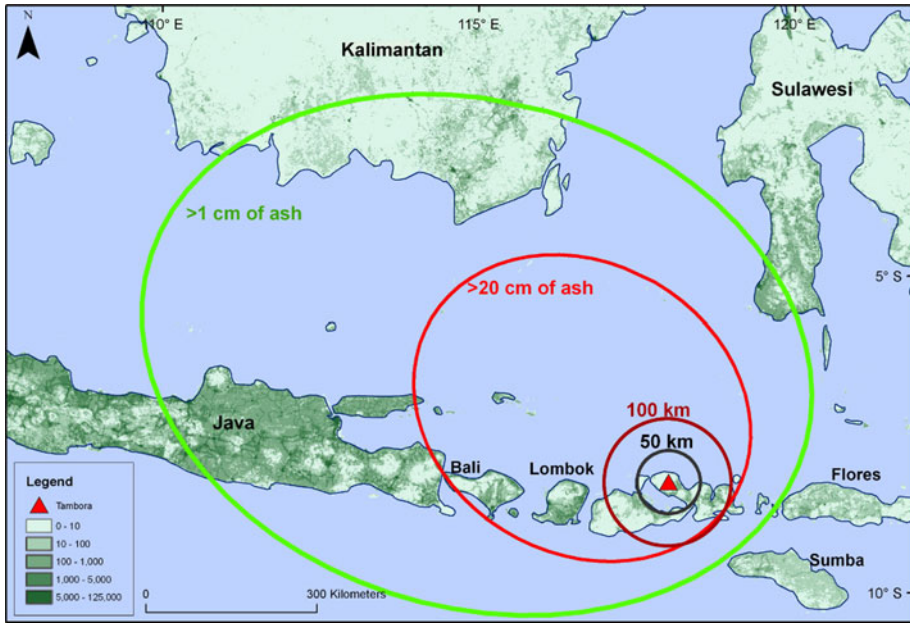 110° E
115° E
120° E
N
Kalimantan
Sulawesi
>1 cm of ash
5° S
>20 cm of ash
100 km
50 km
Java
Bali
Lombok
Flores
Sumba
10° S
Legend
Tambora
0 - 10
10 - 100
100 - 1,000
1,000 - 5,000
5,000 - 125,000
0
300 Kilometers